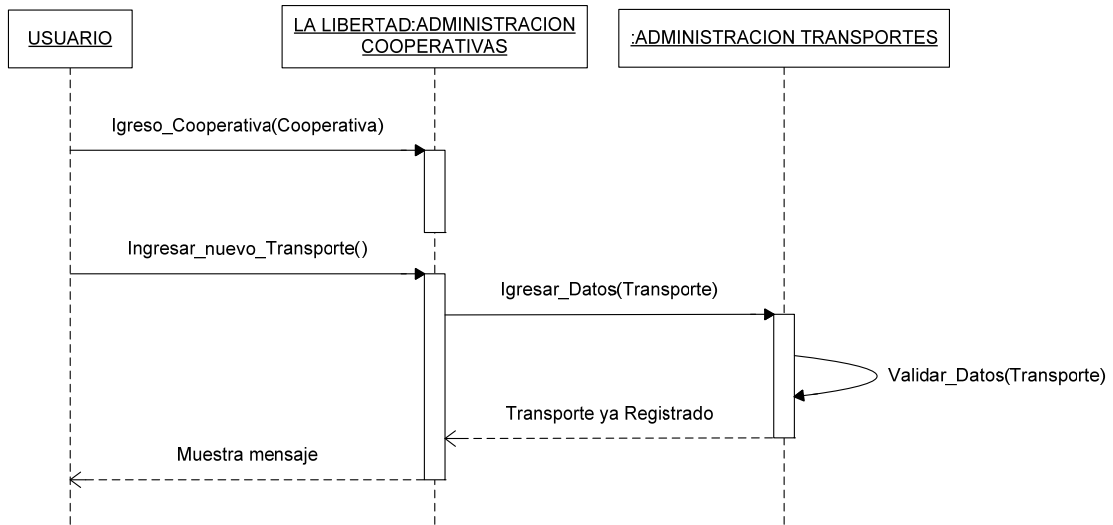 USUARIO
LA LIBERTAD:ADMINISTRACION
COOPERATIVAS
:ADMINISTRACION TRANSPORTES
Igreso_Cooperativa(Cooperativa)
Ingresar_nuevo_Transporte()
Igresar_Datos(Transporte)
Validar_Datos(Transporte)
Transporte ya Registrado
Muestra mensaje